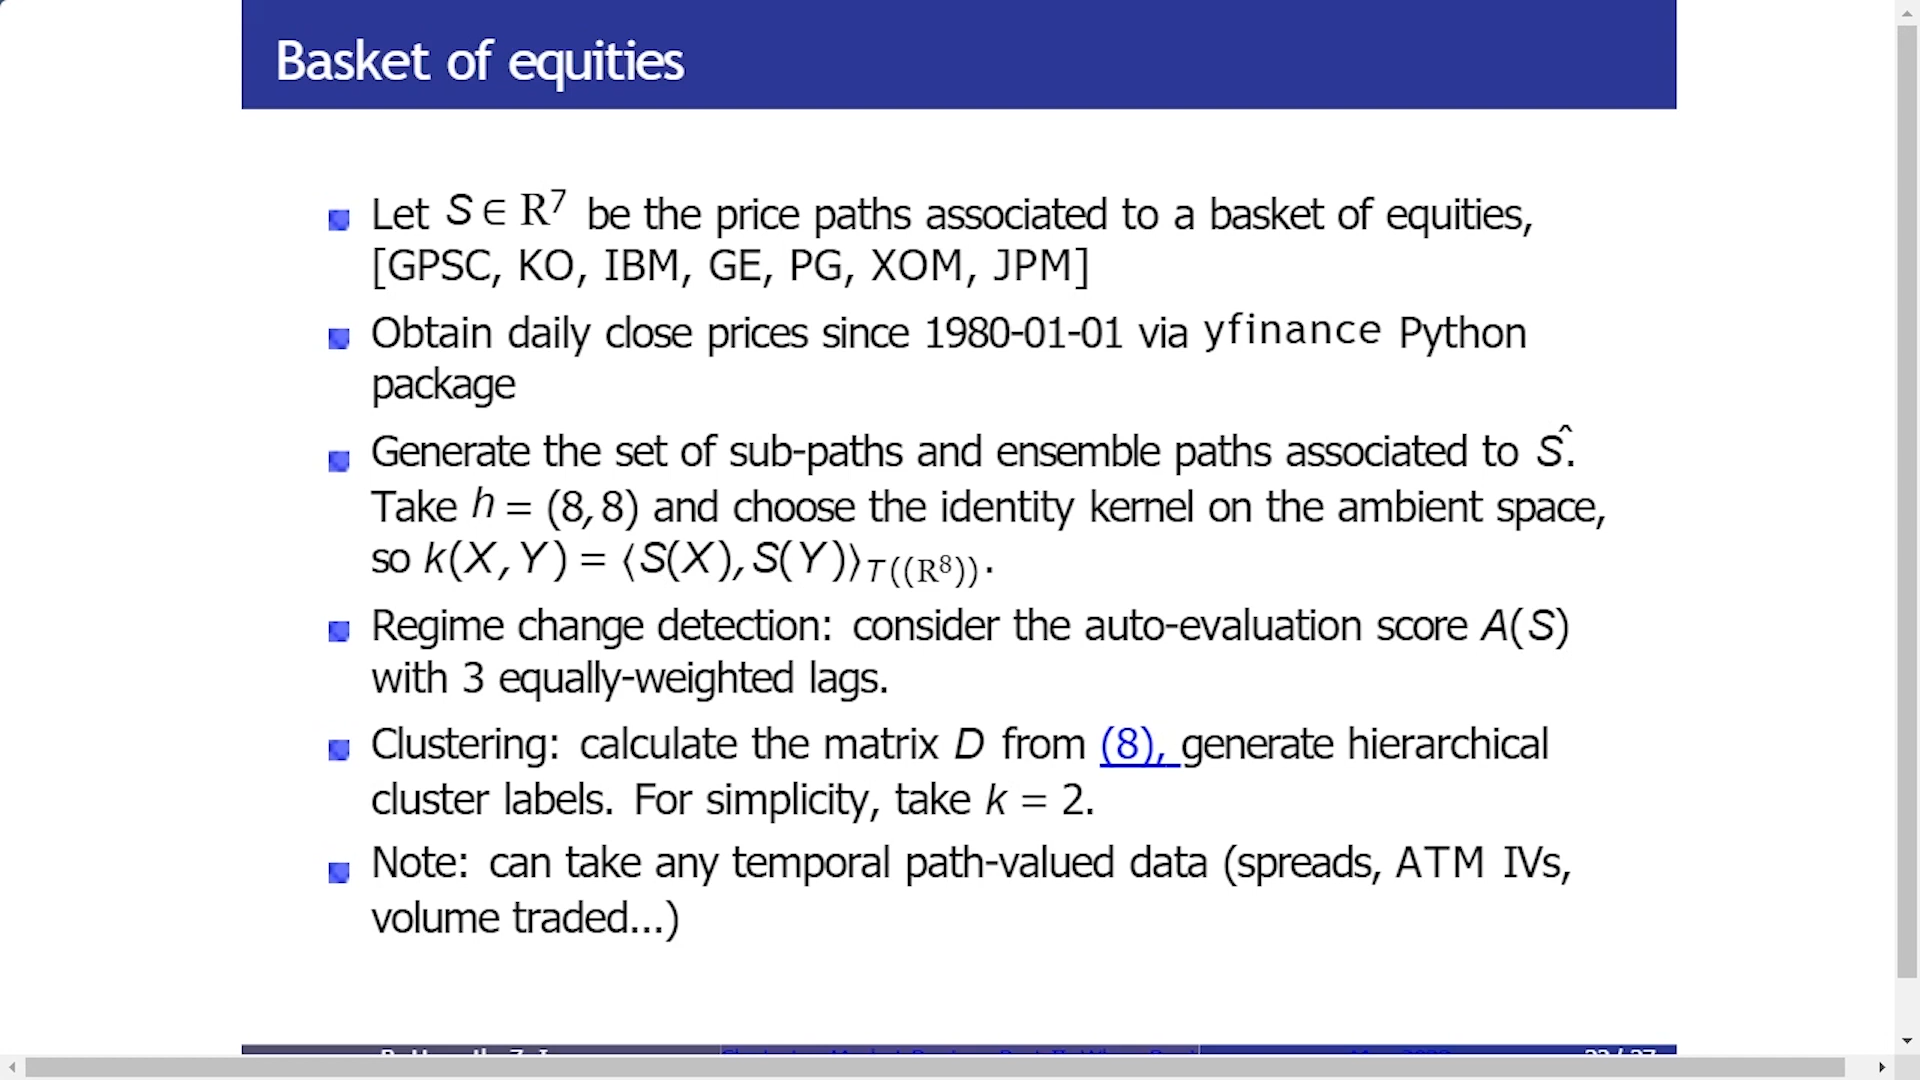 Basket of equities
Let S ∈ R⁷ be the price paths associated to a basket of equities,
[GPSC, KO, IBM, GE, PG, XOM, JPM]
Obtain daily close prices since 1980-01-01 via yfinance Python
package
Generate the set of sub-paths and ensemble paths associated to Ŝ.
Take h = (8, 8) and choose the identity kernel on the ambient space,
so k(X, Y) = ⟨S(X), S(Y)⟩T((R⁸)).
Regime change detection: consider the auto-evaluation score A(S)
with 3 equally-weighted lags.
Clustering: calculate the matrix D from (8), generate hierarchical
cluster labels. For simplicity, take k = 2.
Note: can take any temporal path-valued data (spreads, ATM IVs,
volume traded...)